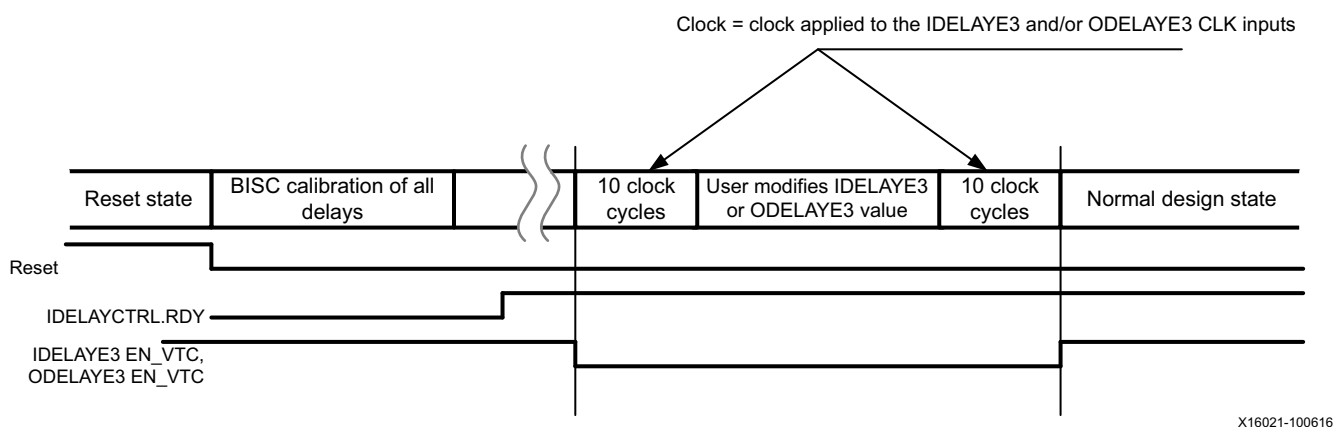 Clock = clock applied to the IDELAYE3 and/or ODELAYE3 CLK inputs
Reset state
BISC calibration of all
delays
10 clock
cycles
User modifies IDELAYE3
or ODELAYE3 value
10 clock
cycles
Normal design state
Reset
IDELAYCTRL.RDY
IDELAYE3 EN_VTC,
ODELAYE3 EN_VTC
X16021-100616